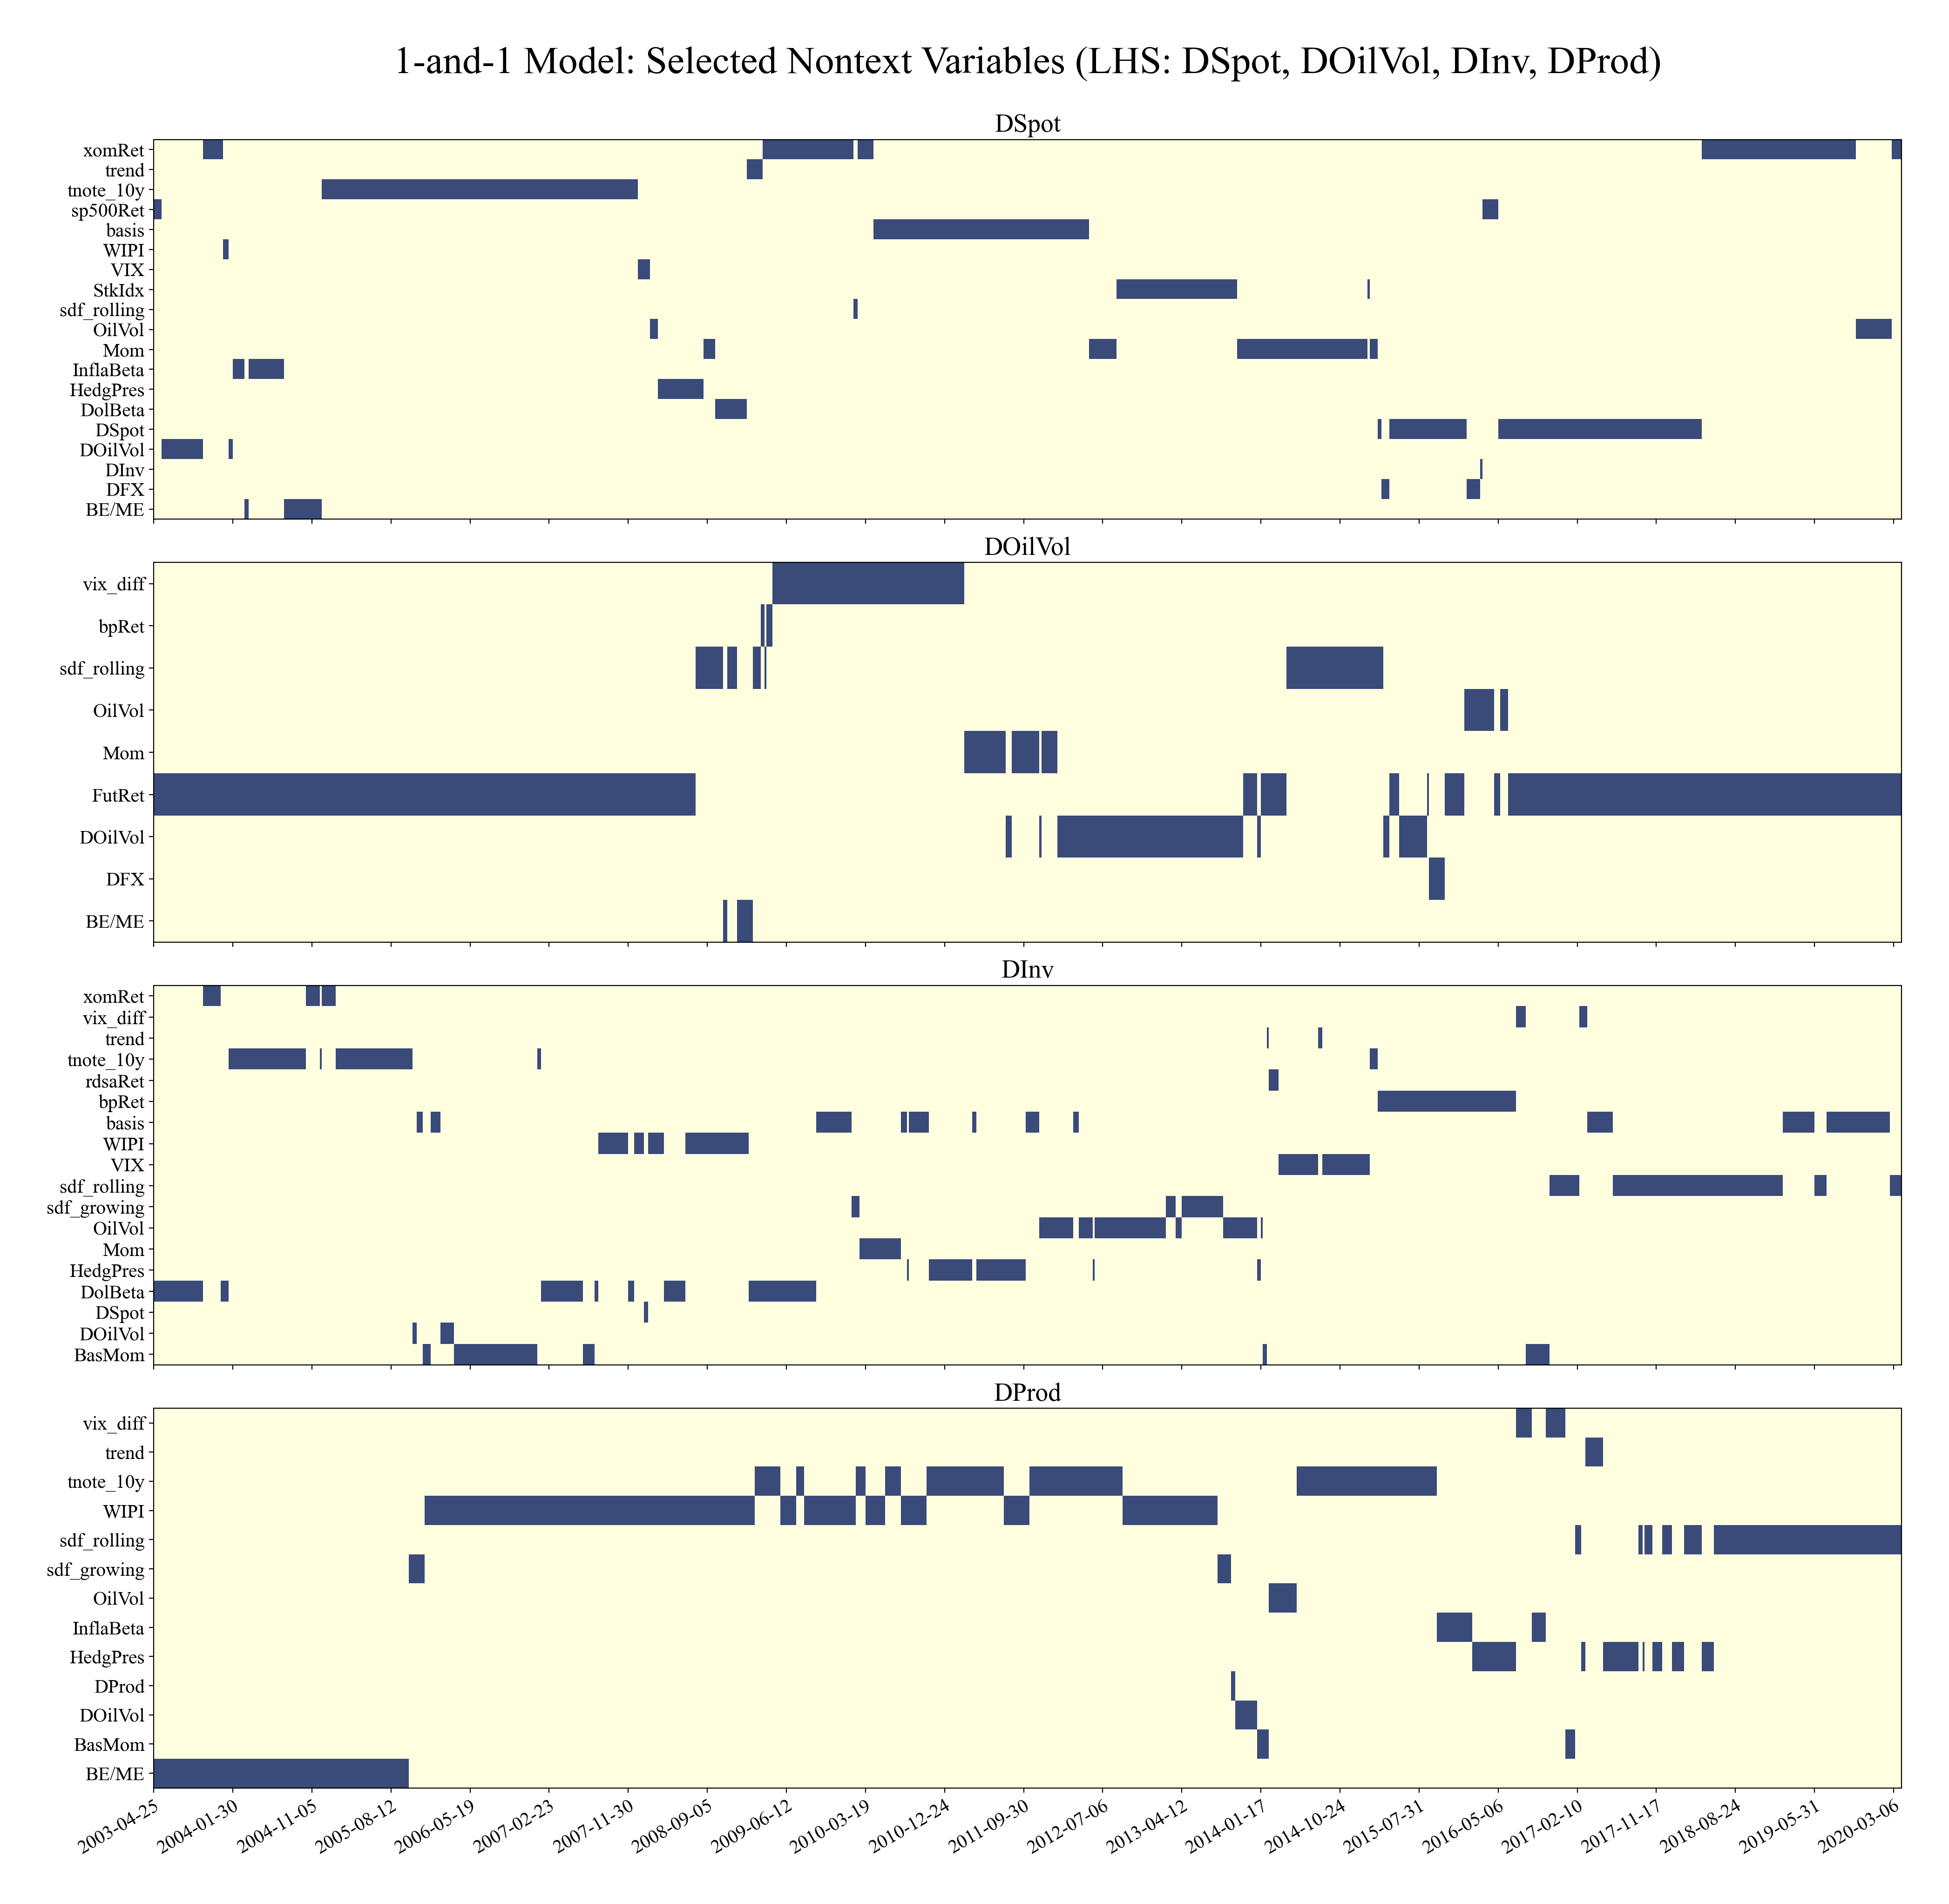 1-and-1 Model: Selected Nontext Variables (LHS: DSpot, DOilVol, DInv, DProd)
DSpot
xomRet
trend
tnote_10y
sp500Ret
basis
WIPI
VIX
StkIdx
sdf_rolling
OilVol
Mom
InflaBeta
HedgPres
DolBeta
DSpot
DOilVol
DInv
DFX
BE/ME
DOilVol
vix_diff
bpRet
sdf_rolling
OilVol
Mom
FutRet
DOilVol
DFX
BE/ME
DInv
xomRet
vix_diff
trend
tnote_10y
rdsaRet
bpRet
basis
WIPI
VIX
sdf_rolling
sdf_growing
OilVol
Mom
HedgPres
DolBeta
DSpot
DOilVol
BasMom
DProd
vix_diff
trend
tnote_10y
WIPI
sdf_rolling
sdf_growing
OilVol
InflaBeta
HedgPres
DProd
DOilVol
BasMom
BE/ME
2003-04-25
2004-01-30
2004-11-05
2005-08-12
2006-05-19
2007-02-23
2007-11-30
2008-09-05
2009-06-12
2010-03-19
2010-12-24
2011-09-30
2012-07-06
2013-04-12
2014-01-17
2014-10-24
2015-07-31
2016-05-06
2017-02-10
2017-11-17
2018-08-24
2019-05-31
2020-03-06